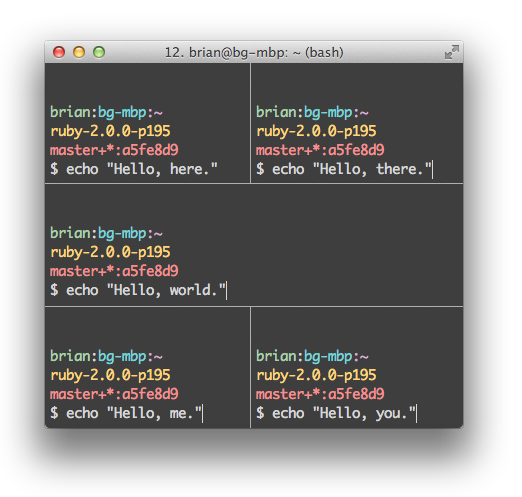 12. brian@bg-mbp: ~ (bash)
brian:bg-mbp:~
ruby-2.0.0-p195
master+*:a5fe8d9
$ echo "Hello, here."
brian:bg-mbp:~
ruby-2.0.0-p195
master+*:a5fe8d9
$ echo "Hello, there."
brian:bg-mbp:~
ruby-2.0.0-p195
master+*:a5fe8d9
$ echo "Hello, world."
brian:bg-mbp:~
ruby-2.0.0-p195
master+*:a5fe8d9
$ echo "Hello, me."
brian:bg-mbp:~
ruby-2.0.0-p195
master+*:a5fe8d9
$ echo "Hello, you."